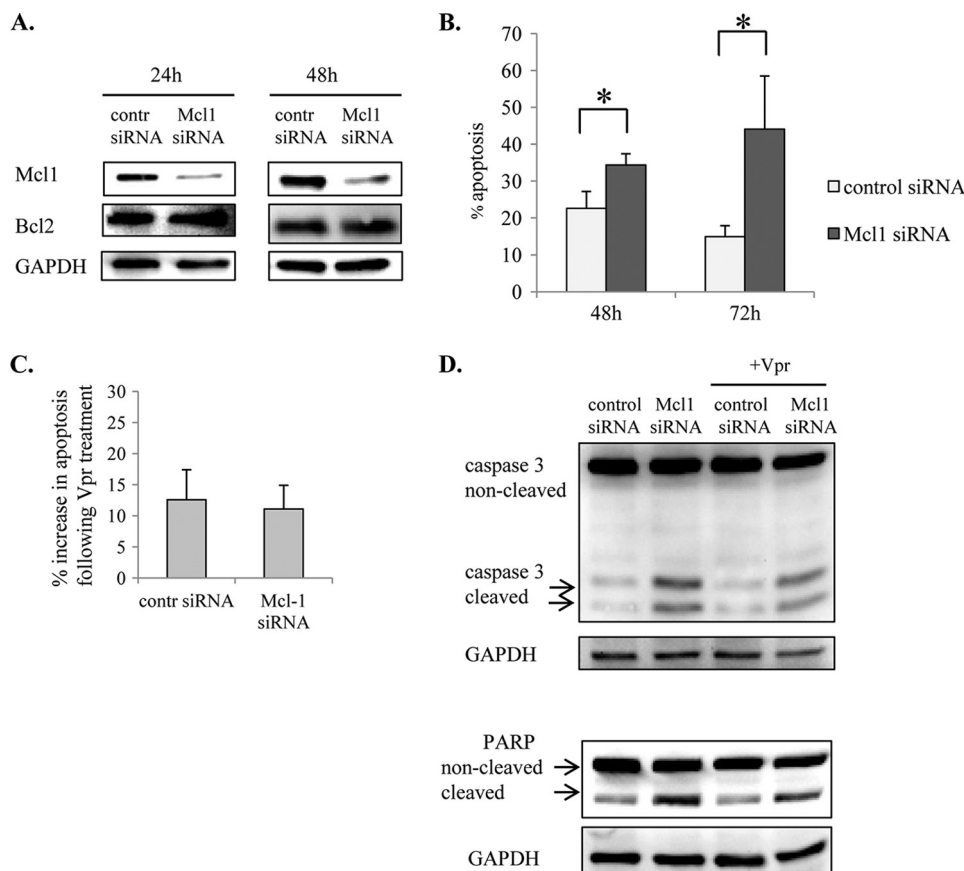 A.
24h
48h
contr
siRNA
Mcl1
siRNA
contr
siRNA
Mcl1
siRNA
Mcl1
Bcl2
GAPDH
B.
% apoptosis
70
60
50
40
30
20
10
0
*
*
48h
72h
control siRNA
Mcl1 siRNA
C.
% increase in apoptosis
following Vpr treatment
30
25
20
15
10
5
0
contr siRNA
Mcl-1
siRNA
D.
+Vpr
control
siRNA
Mcl1
siRNA
control
siRNA
Mcl1
siRNA
caspase 3
non-cleaved
caspase 3
cleaved
GAPDH
PARP
non-cleaved
cleaved
GAPDH